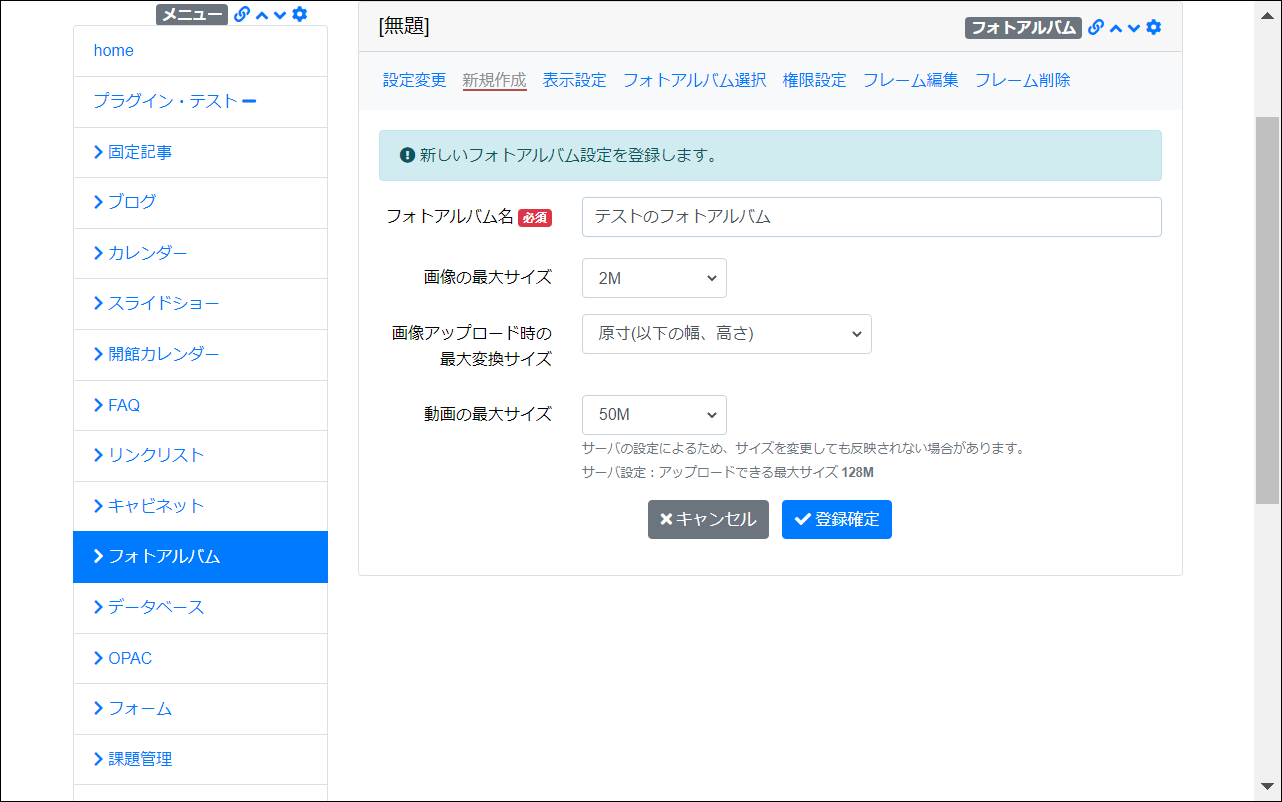 メニュー
home
プラグイン・テスト
固定記事
ブログ
カレンダー
スライドショー
開館カレンダー
FAQ
リンクリスト
キャビネット
フォトアルバム
データベース
OPAC
フォーム
課題管理
[無題] フォトアルバム
設定変更 新規作成 表示設定 フォトアルバム選択 権限設定 フレーム編集 フレーム削除
新しいフォトアルバム設定を登録します。
フォトアルバム名 必須 テストのフォトアルバム
画像の最大サイズ 2M
画像アップロード時の 原寸(以下の幅、高さ)
最大変換サイズ
動画の最大サイズ 50M
サーバの設定によるため、サイズを変更しても反映されない場合があります。
サーバ設定：アップロードできる最大サイズ 128M
キャンセル 登録確定